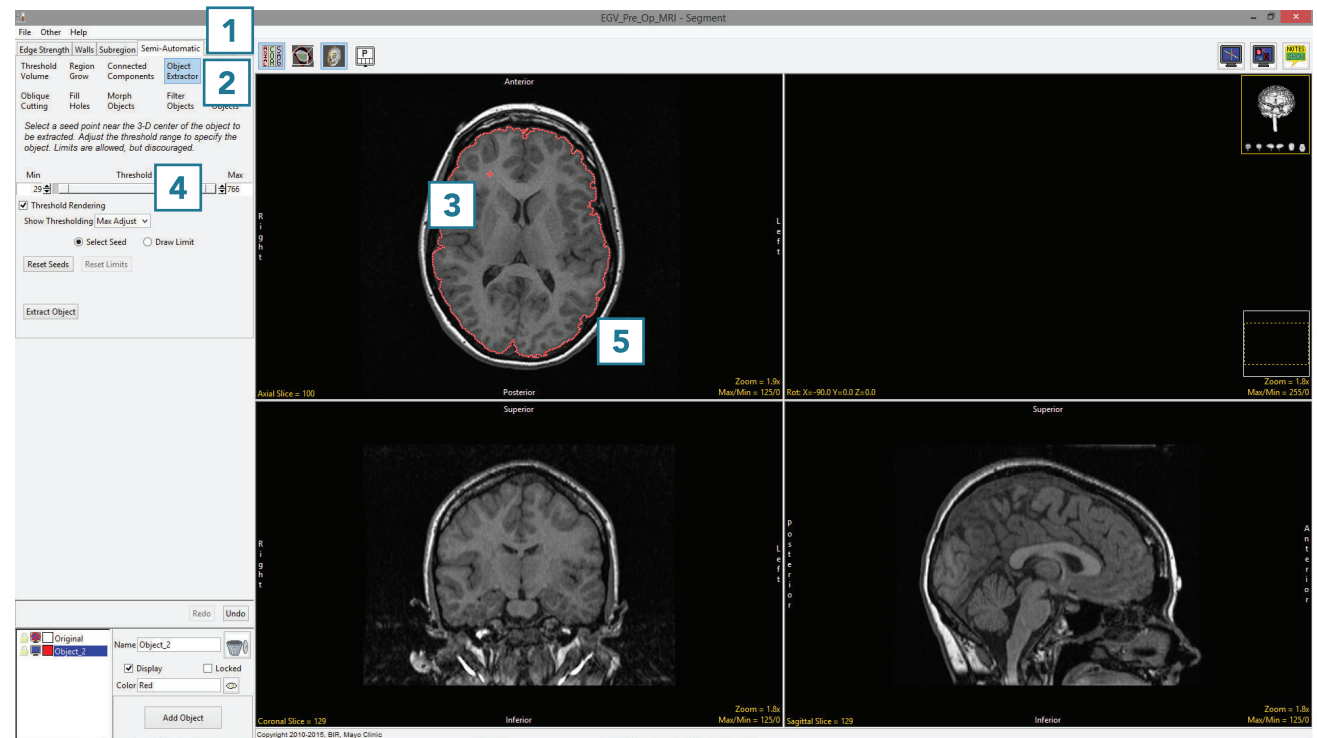 EGV_Pre_Op_MRI - Segment
File Other Help
1
Edge Strength Walls Subregion Semi-Automatic
Threshold Volume
Region Grow
Connected Components
Object Extractor
2
Oblique Cutting
Fill Holes
Morph Objects
Filter Objects
Objects
Select a seed point near the 3-D center of the object to
be extracted. Adjust the threshold range to specify the
object. Limits are allowed, but discouraged.
Min Threshold Max
29 4 766
Threshold Rendering
Show Thresholding Max Adjust
Select Seed Draw Limit
Reset Seeds Reset Limits
Extract Object
Redo Undo
Original
Object_2
Name Object_2
Display Locked
Color Red
Add Object
P
NOTES
SHOW
Anterior
Right
Left
3
5
Axial Slice = 100
Posterior
Zoom = 1.9x
Max/Min = 125/0
Rot: X=-90.0 Y=0.0 Z=0.0
Zoom = 1.8x
Max/Min = 255/0
Superior
Right
Left
Coronal Slice = 129
Inferior
Zoom = 1.8x
Max/Min = 125/0
Superior
Posterior
Anterior
Sagittal Slice = 129
Inferior
Zoom = 1.8x
Max/Min = 125/0
Copyright 2010-2015, BIR, Mayo Clinic